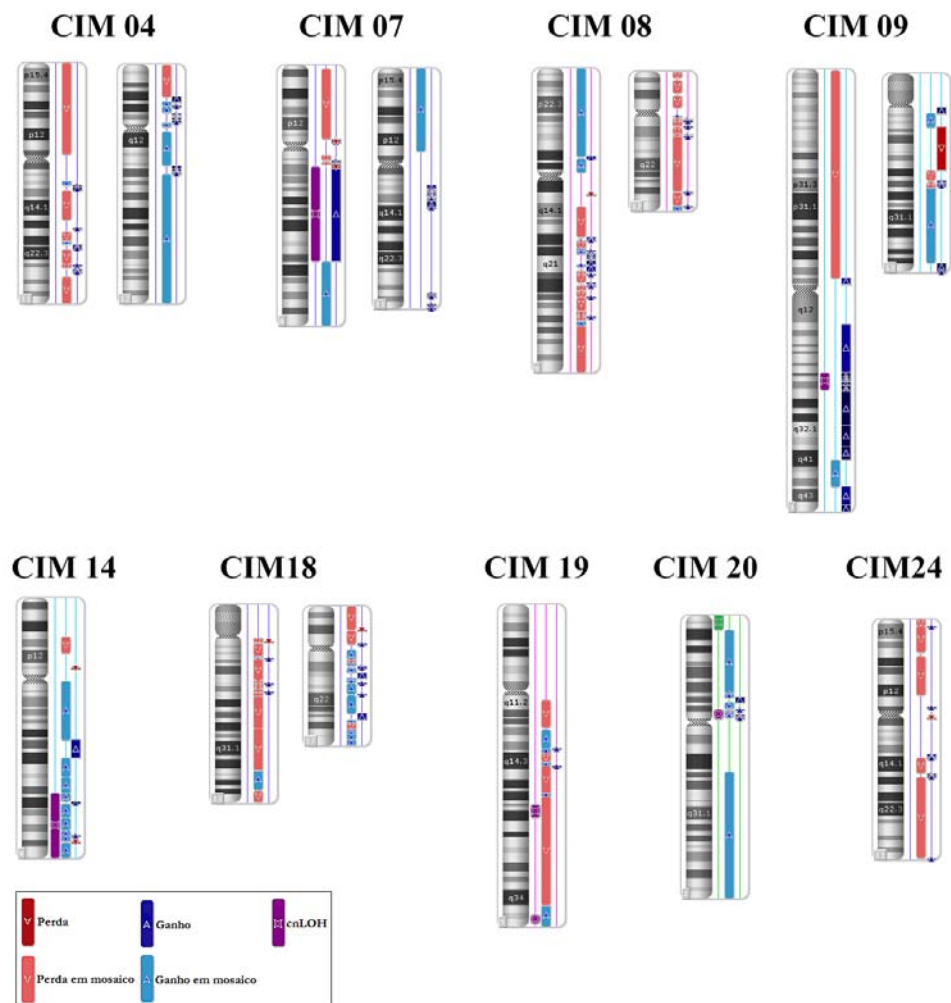 CIM 04 CIM 07 CIM 08 CIM 09
p15.4
p12
q14.1
q22.3
q12
p12
p15.4
p12
q14.1
q22.3
p22.3
q14.1
q21
q22
p31.3
p31.1
q12
q32.1
q41
q43
q31.1
CIM 14 CIM18 CIM 19 CIM 20 CIM24
p12
q31.1
q22
q11.2
q14.3
q34
q31.1
p15.4
p12
q14.1
q22.3
Perda Ganho cnLOH
Perda em mosaico Ganho em mosaico